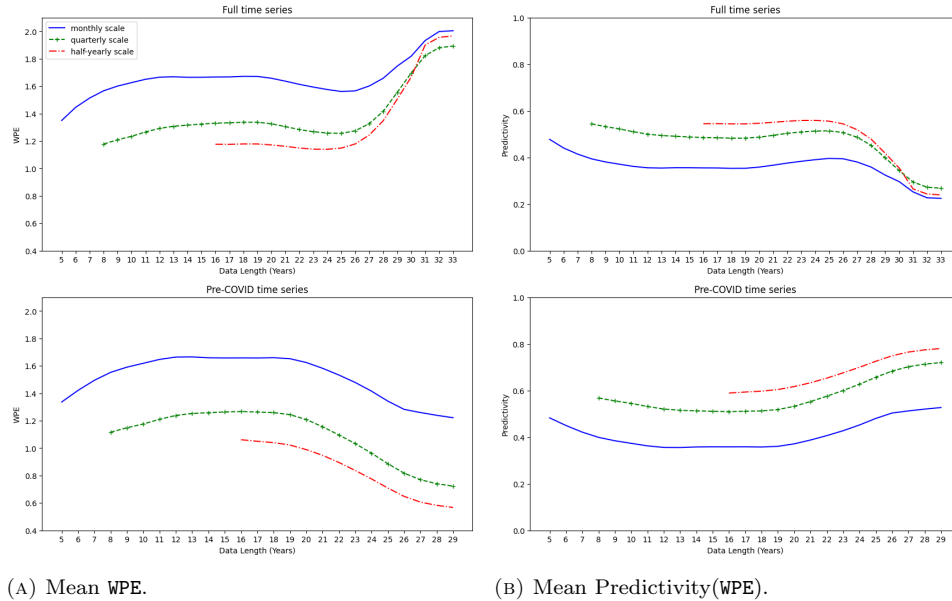 Full time series
2.0
1.8
1.6
1.4
1.2
1.0
0.8
0.6
0.4
WPE
monthly scale
quarterly scale
half-yearly scale
5 6 7 8 9 10 11 12 13 14 15 16 17 18 19 20 21 22 23 24 25 26 27 28 29 30 31 32 33
Data Length (Years)
Full time series
1.0
0.8
0.6
0.4
0.2
0.0
Predictivity
5 6 7 8 9 10 11 12 13 14 15 16 17 18 19 20 21 22 23 24 25 26 27 28 29 30 31 32 33
Data Length (Years)
Pre-COVID time series
2.0
1.8
1.6
1.4
1.2
1.0
0.8
0.6
0.4
WPE
5 6 7 8 9 10 11 12 13 14 15 16 17 18 19 20 21 22 23 24 25 26 27 28 29
Data Length (Years)
Pre-COVID time series
1.0
0.8
0.6
0.4
0.2
0.0
Predictivity
5 6 7 8 9 10 11 12 13 14 15 16 17 18 19 20 21 22 23 24 25 26 27 28 29
Data Length (Years)
(A) Mean WPE.
(B) Mean Predictivity(WPE).